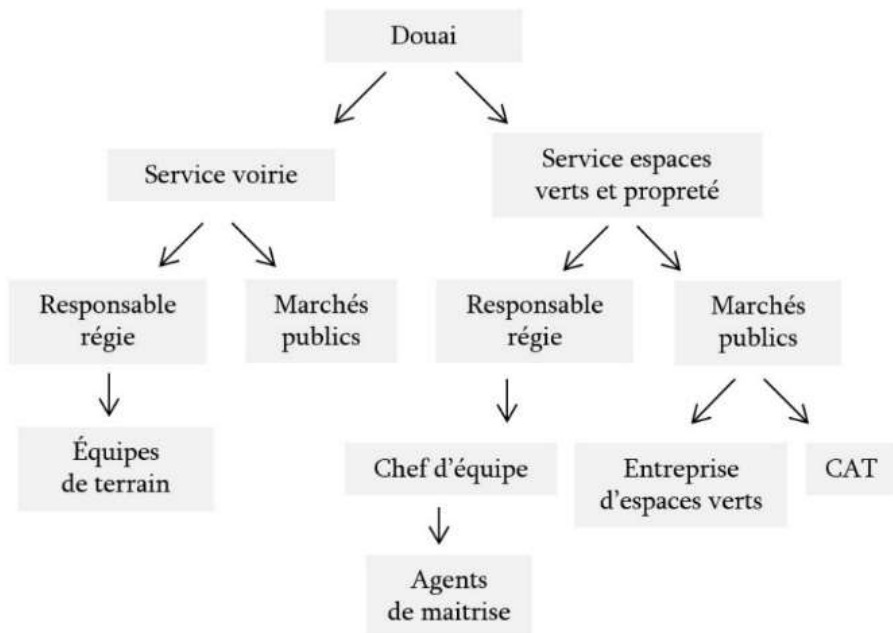 Douai
Service voirie
Service espaces
verts et propreté
Responsable
régie
Marchés
publics
Responsable
régie
Marchés
publics
Équipes
de terrain
Chef d'équipe
Entreprise
d'espaces verts
CAT
Agents
de maitrise